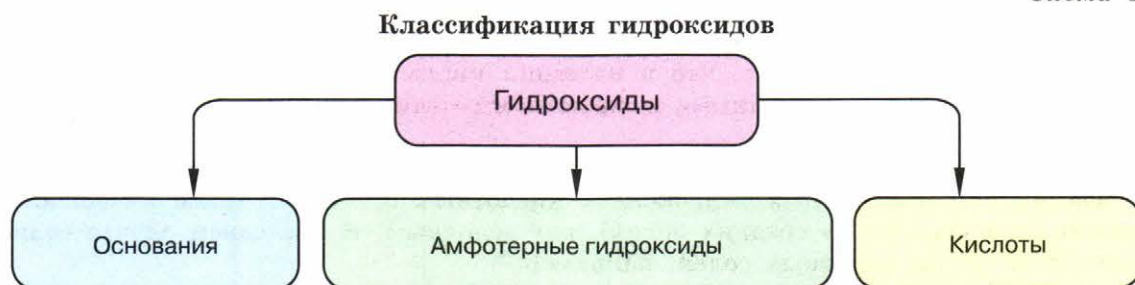 Классификация гидроксидов
Гидроксиды
Основания
Амфотерные гидроксиды
Кислоты